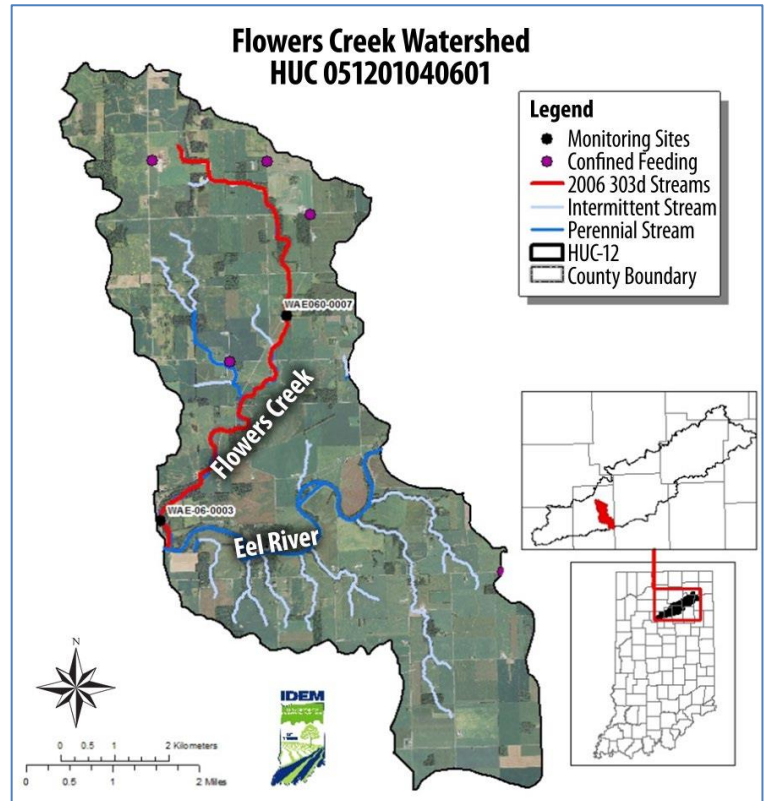 Flowers Creek Watershed
HUC 051201040601
Legend
Monitoring Sites
Confined Feeding
2006 303d Streams
Intermittent Stream
Perennial Stream
HUC-12
County Boundary
WAE060-0007
Flowers Creek
WAE-06-0003
Eel River
N
IDEM
0 0.5 1 2 Kilometers
0 0.5 1 2 Miles